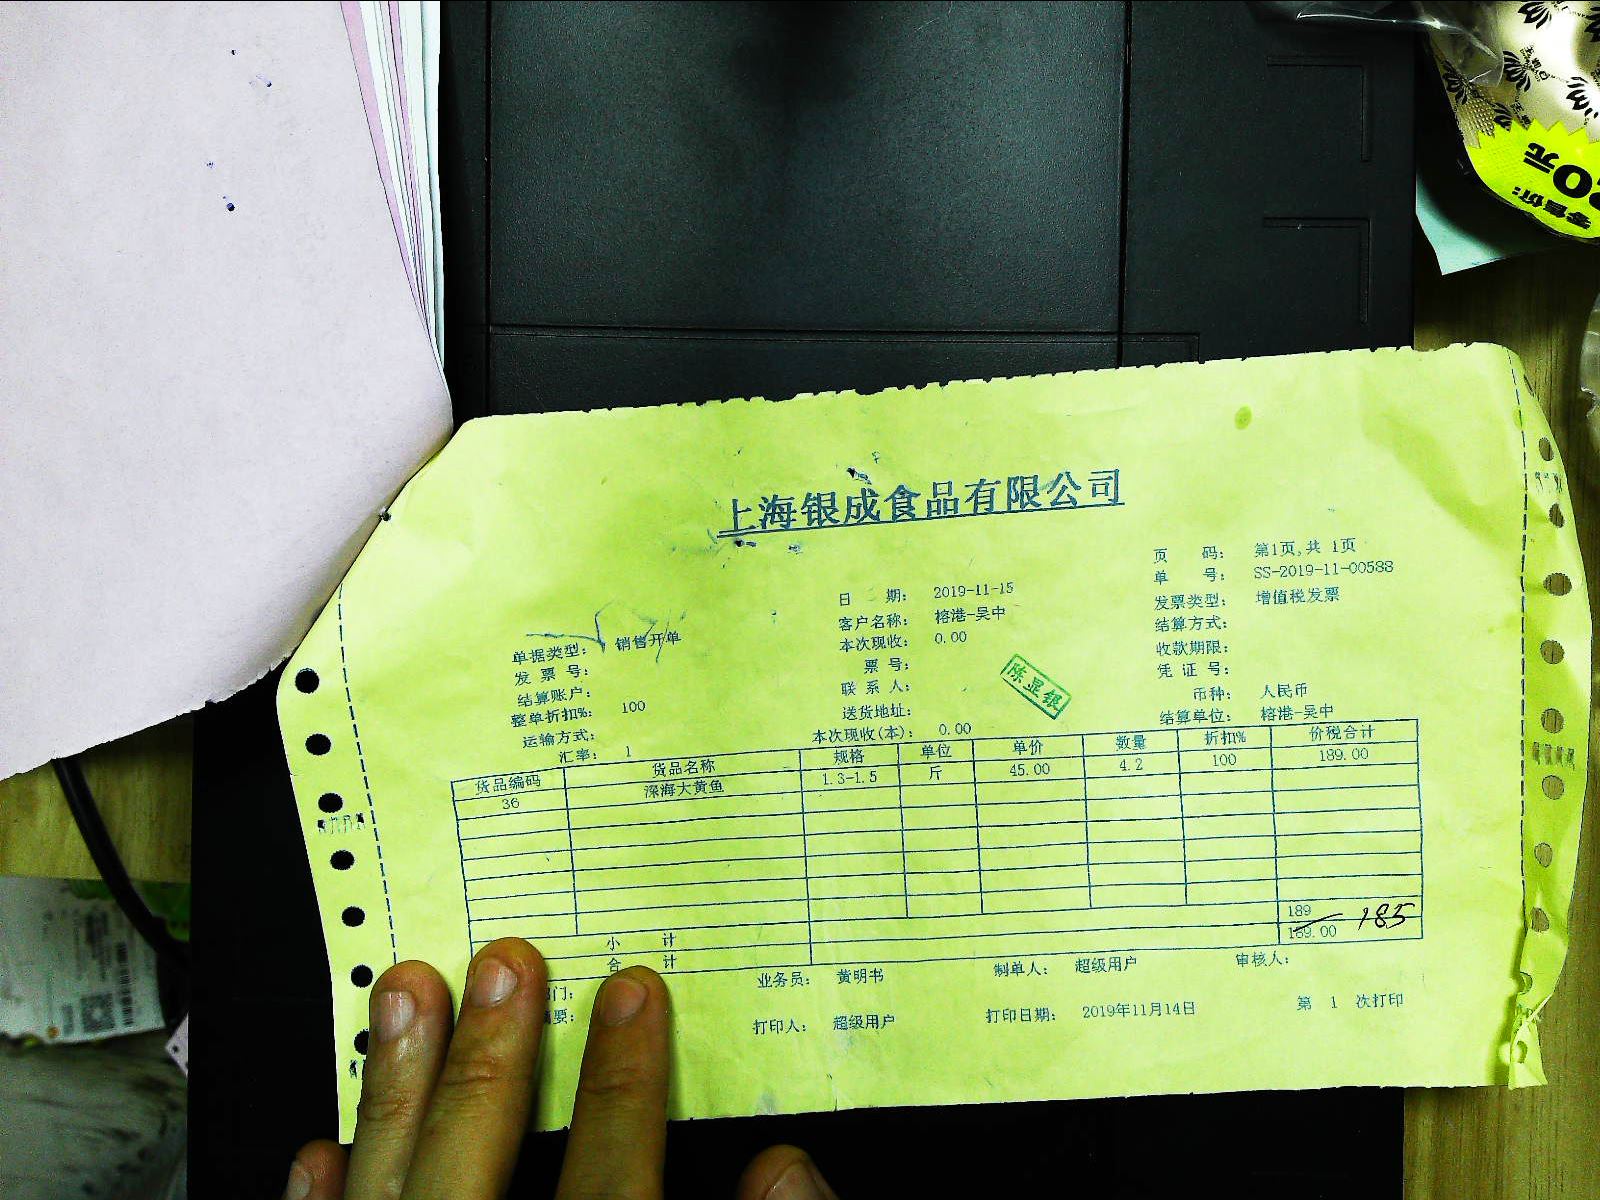 零售价:
20元
上海银成食品有限公司
页 码: 第1页,共 1页
单 号: SS-2019-11-00588
日 期: 2019-11-15
发票类型: 增值税发票
客户名称: 榕港-吴中
结算方式:
单据类型: 销售开单
本次现收: 0.00
收款期限:
发 票 号:
票 号:
凭 证 号:
结算账户:
联 系 人:
陈显银
币种: 人民币
整单折扣%: 100
送货地址:
结算单位: 榕港-吴中
运输方式:
本次现收(本): 0.00
汇率: 1
货品编码 货品名称 规格 单位 单价 数量 折扣% 价税合计
36 深海大黄鱼 1.3-1.5 斤 45.00 4.2 100 189.00
小 计 189
合 计 189.00 185
业务员: 黄明书 制单人: 超级用户 审核人:
门:
要: 打印人: 超级用户 打印日期: 2019年11月14日 第 1 次打印